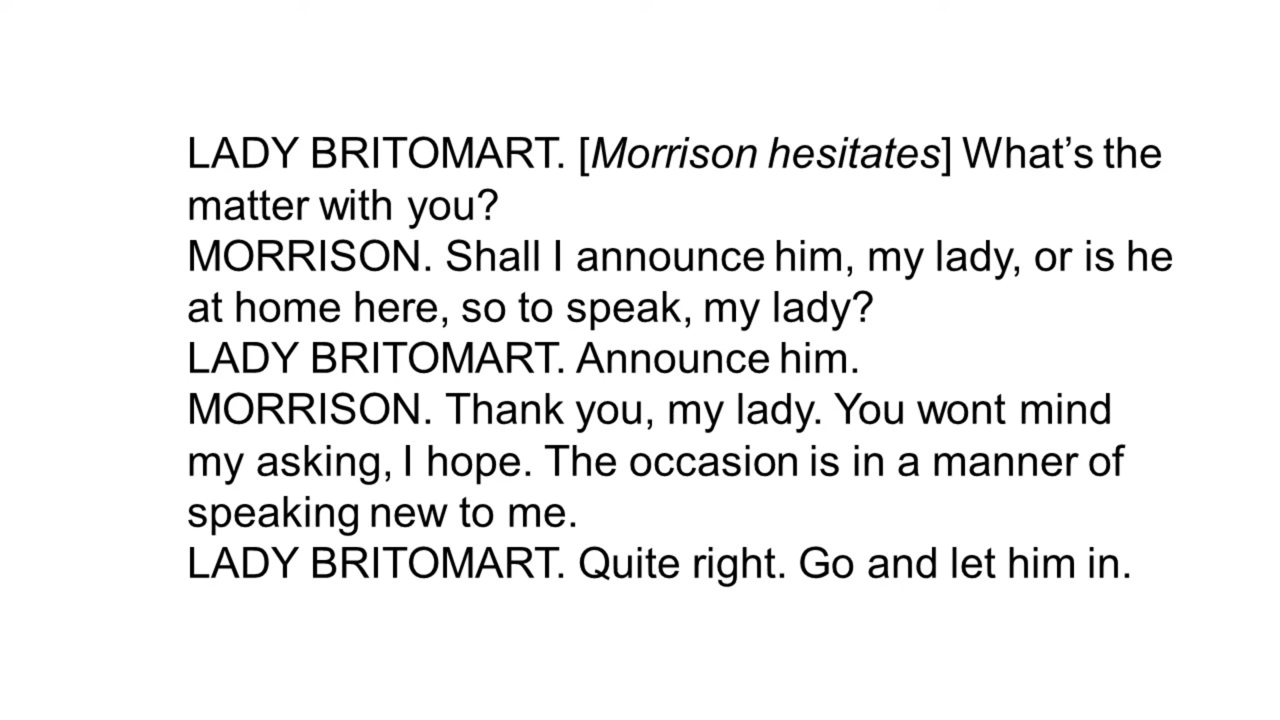 LADY BRITOMART. [Morrison hesitates] What’s the
matter with you?
MORRISON. Shall I announce him, my lady, or is he
at home here, so to speak, my lady?
LADY BRITOMART. Announce him.
MORRISON. Thank you, my lady. You wont mind
my asking, I hope. The occasion is in a manner of
speaking new to me.
LADY BRITOMART. Quite right. Go and let him in.